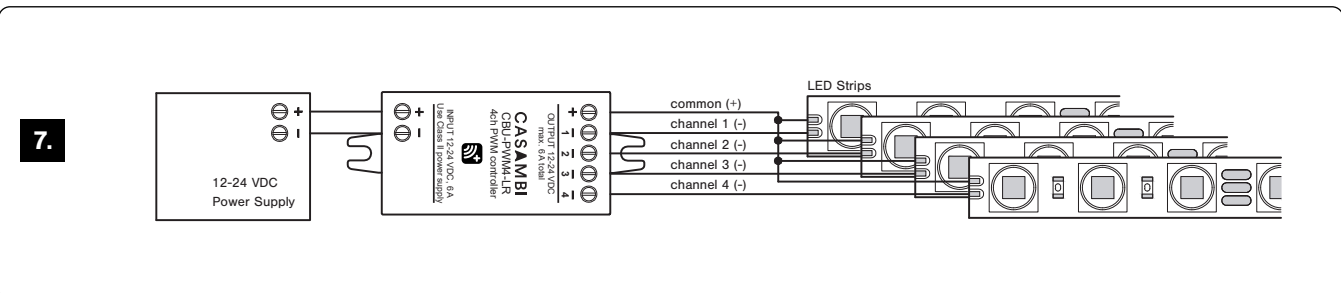 7.
12-24 VDC
Power Supply
+
-
+
-
INPUT 12-24 VDC, 6A
Use Class II power supply
CASAMBI
CBU-PWM4-LR
4ch PWM controller
OUTPUT 12-24 VDC
max. 6A total
+
1 -
2 -
3 -
4 -
common (+)
channel 1 (-)
channel 2 (-)
channel 3 (-)
channel 4 (-)
LED Strips